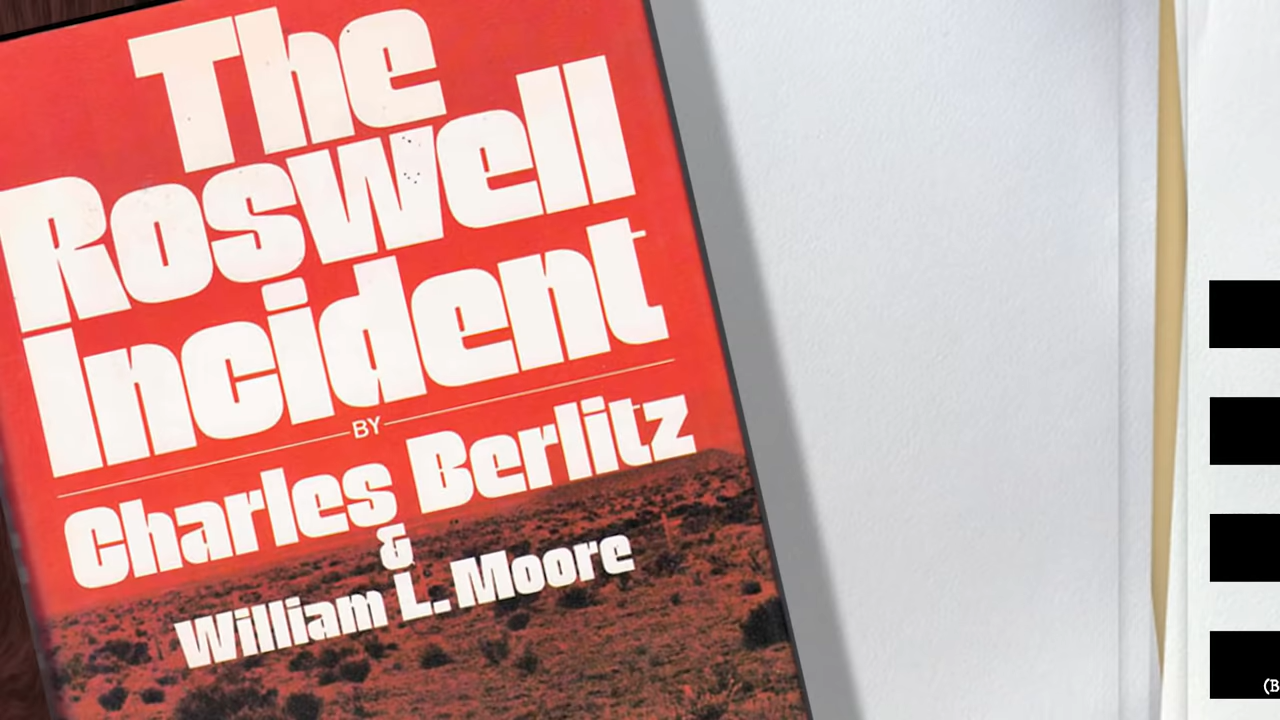 The
Roswell
Incident
BY
Charles Berlitz
&
William L. Moore
(B